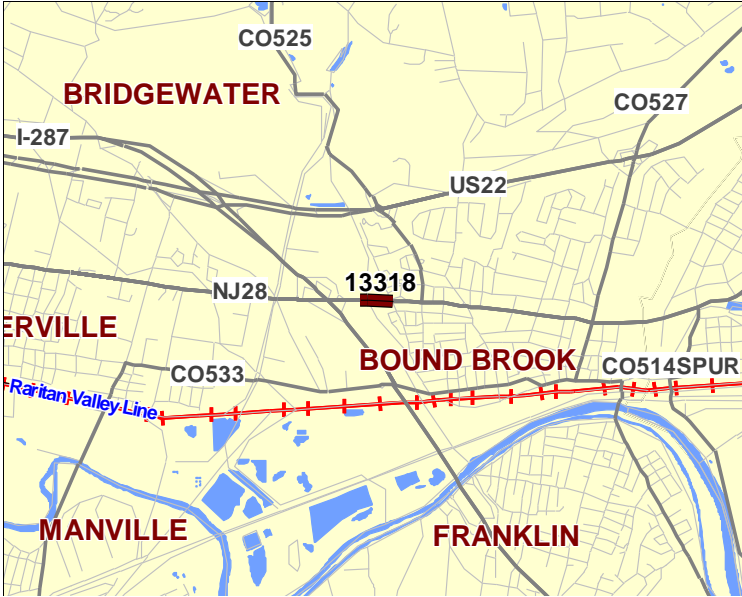 CO525
BRIDGEWATER
CO527
I-287
US22
13318
NJ28
ERVILLE
BOUND BROOK
CO514SPUR
CO533
Raritan Valley Line
MANVILLE
FRANKLIN